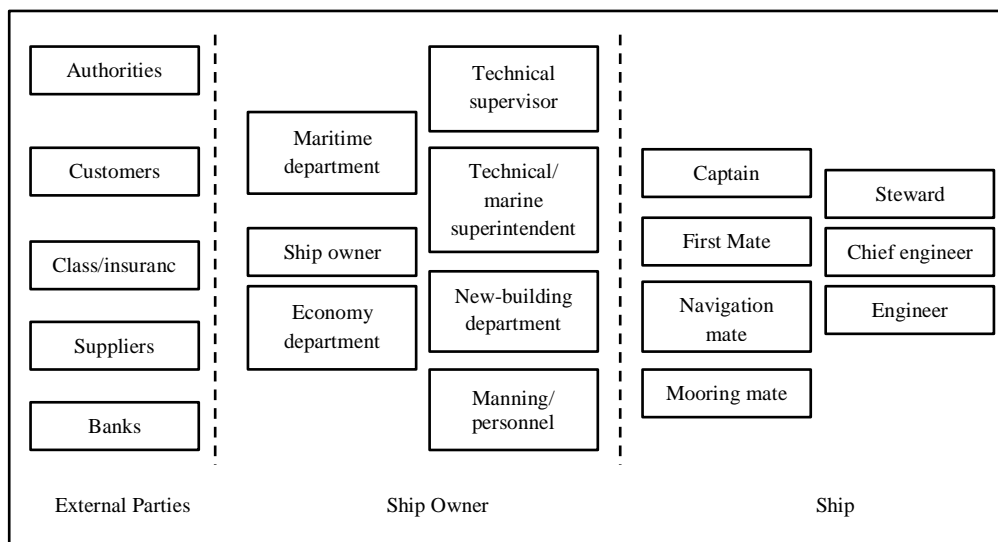 Authorities
Customers
Class/insuranc
Suppliers
Banks
External Parties
Maritime
department
Ship owner
Economy
department
Technical
supervisor
Technical/
marine
superintendent
New-building
department
Manning/
personnel
Ship Owner
Captain
First Mate
Navigation
mate
Mooring mate
Steward
Chief engineer
Engineer
Ship